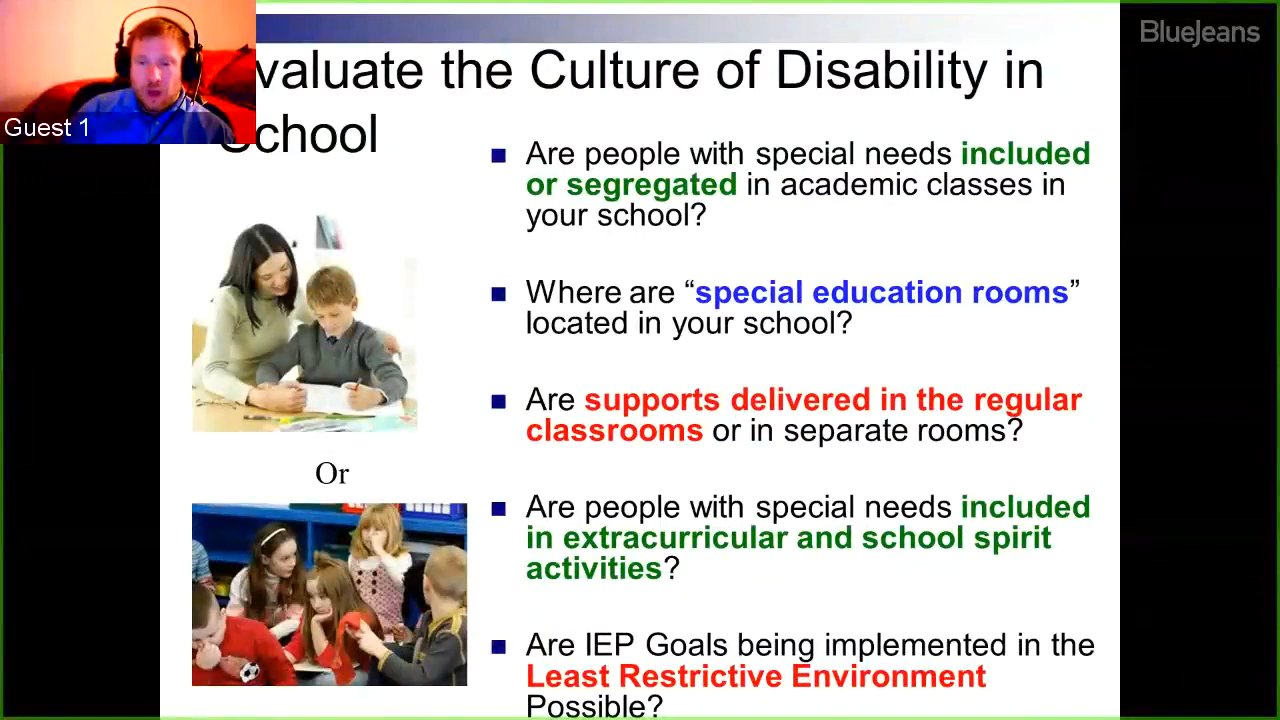 BlueJeans
Guest 1
valuate the Culture of Disability in
School
■ Are people with special needs included
or segregated in academic classes in
your school?
■ Where are “special education rooms”
located in your school?
■ Are supports delivered in the regular
classrooms or in separate rooms?
■ Are people with special needs included
in extracurricular and school spirit
activities?
■ Are IEP Goals being implemented in the
Least Restrictive Environment
Possible?
Or